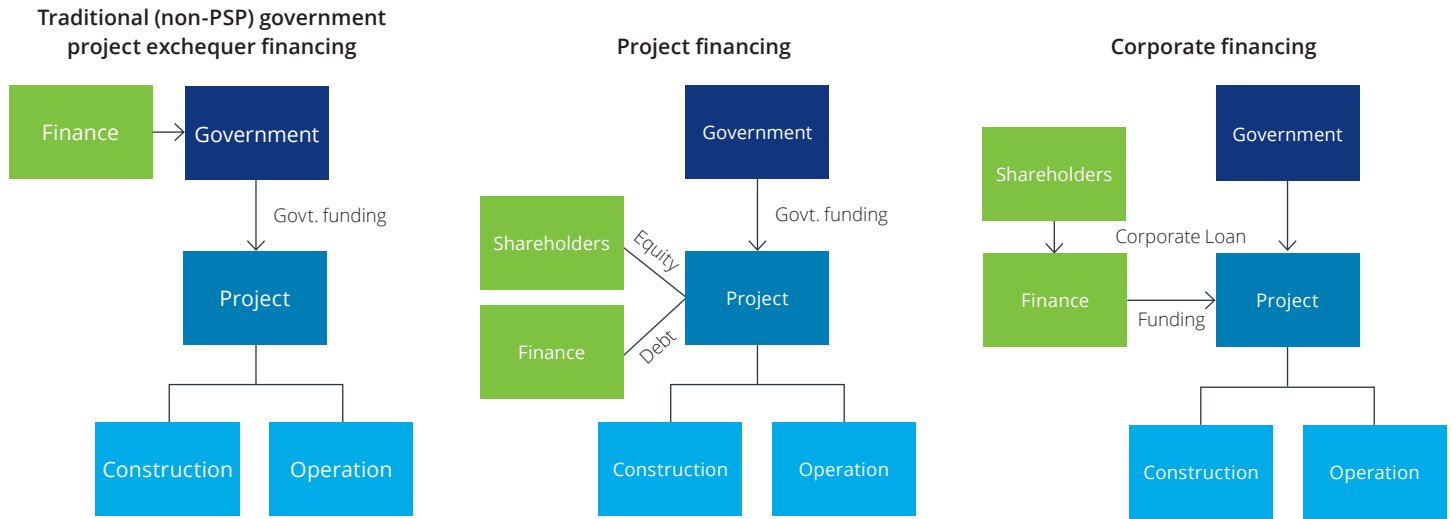 Traditional (non-PSP) government
project exchequer financing
Finance
Government
Govt. funding
Project
Construction
Operation
Project financing
Government
Govt. funding
Shareholders
Equity
Project
Finance
Debt
Construction
Operation
Corporate financing
Government
Shareholders
Corporate Loan
Finance
Funding
Project
Construction
Operation